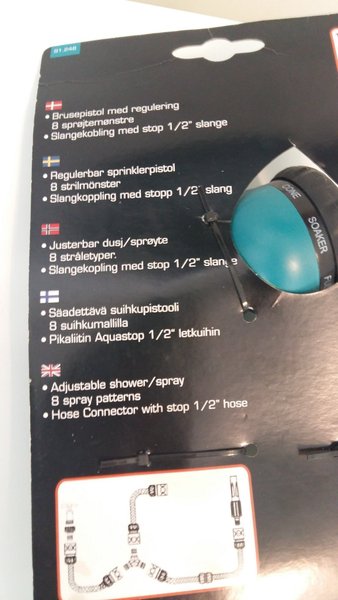 91.846
• Brusepistol med regulering
8 sprøjtemønstre
• Slangekobling med stop 1/2" slange
• Regulerbar sprinklerpistol
8 strilmönster
• Slangkoppling med stopp 1/2" slang
• Justerbar dusj/sprøyte
8 stråletyper.
• Slangekopling med stop 1/2" slange
• Säädettävä suihkupistooli
8 suihkumallilla
• Pikaliitin Aquastop 1/2" letkuihin
• Adjustable shower/spray
8 spray patterns
• Hose Connector with stop 1/2" hose
CONE
SOAKER